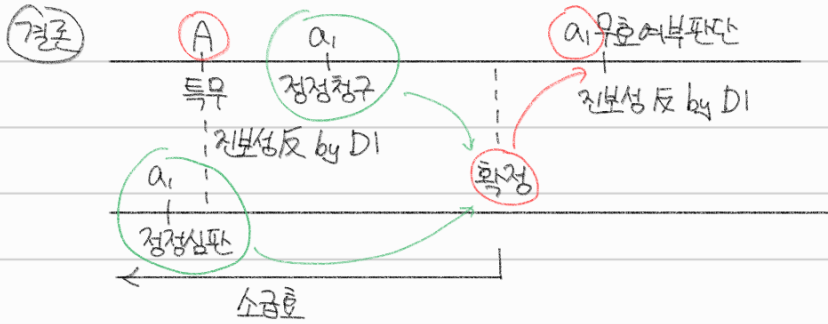 결론
A
a₁
a₁ 무효여부판단
특무
정정청구
진보성 反 by D1
진보성 反 by D1
확정
a₁
정정심판
소급효